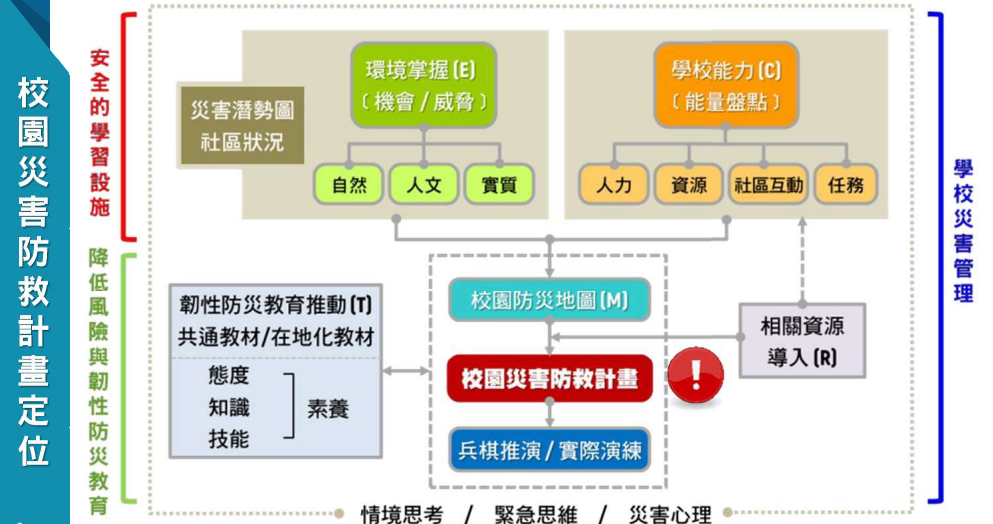 校園災害防救計畫定位
安全的學習設施
降低風險與韌性防災教育
環境掌握(E)
﹝機會/威脅﹞
災害潛勢圖
社區狀況
自然
人文
實質
學校能力(C)
﹝能量盤點﹞
人力
資源
社區互動
任務
學校災害管理
校園防災地圖(M)
韌性防災教育推動(T)
共通教材/在地化教材
態度
知識
技能
素養
校園災害防救計畫
!
相關資源
導入(R)
兵棋推演/實際演練
情境思考 / 緊急思維 / 災害心理